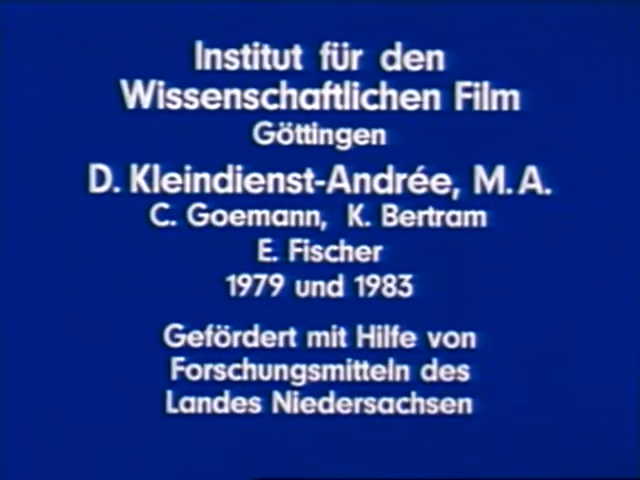 Institut für den
Wissenschaftlichen Film
Göttingen
D. Kleindienst-Andrée, M.A.
C. Goemann, K. Bertram
E. Fischer
1979 und 1983
Gefördert mit Hilfe von
Forschungsmitteln des
Landes Niedersachsen